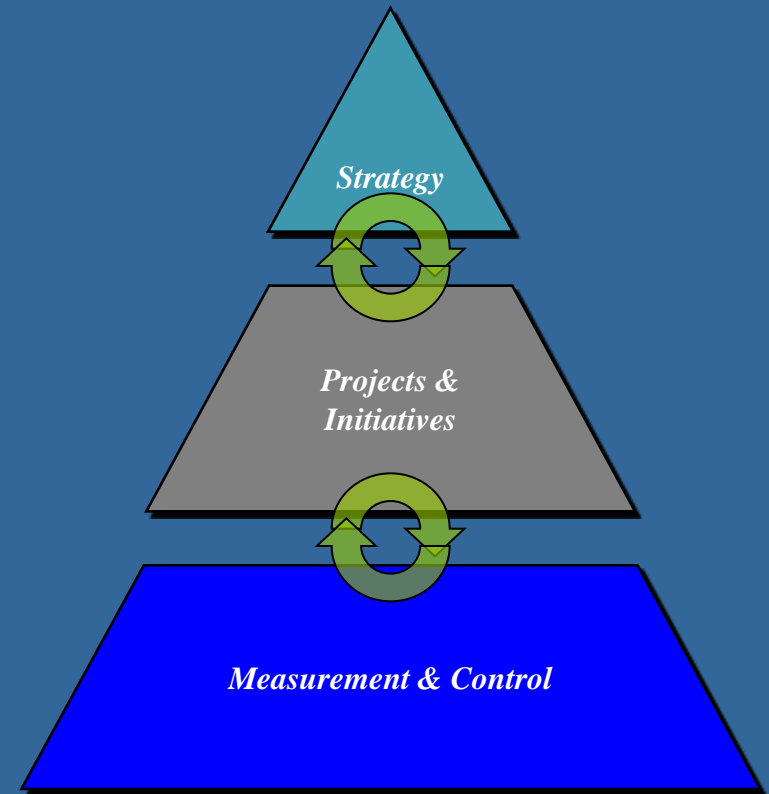 Strategy
Projects &
Initiatives
Measurement & Control